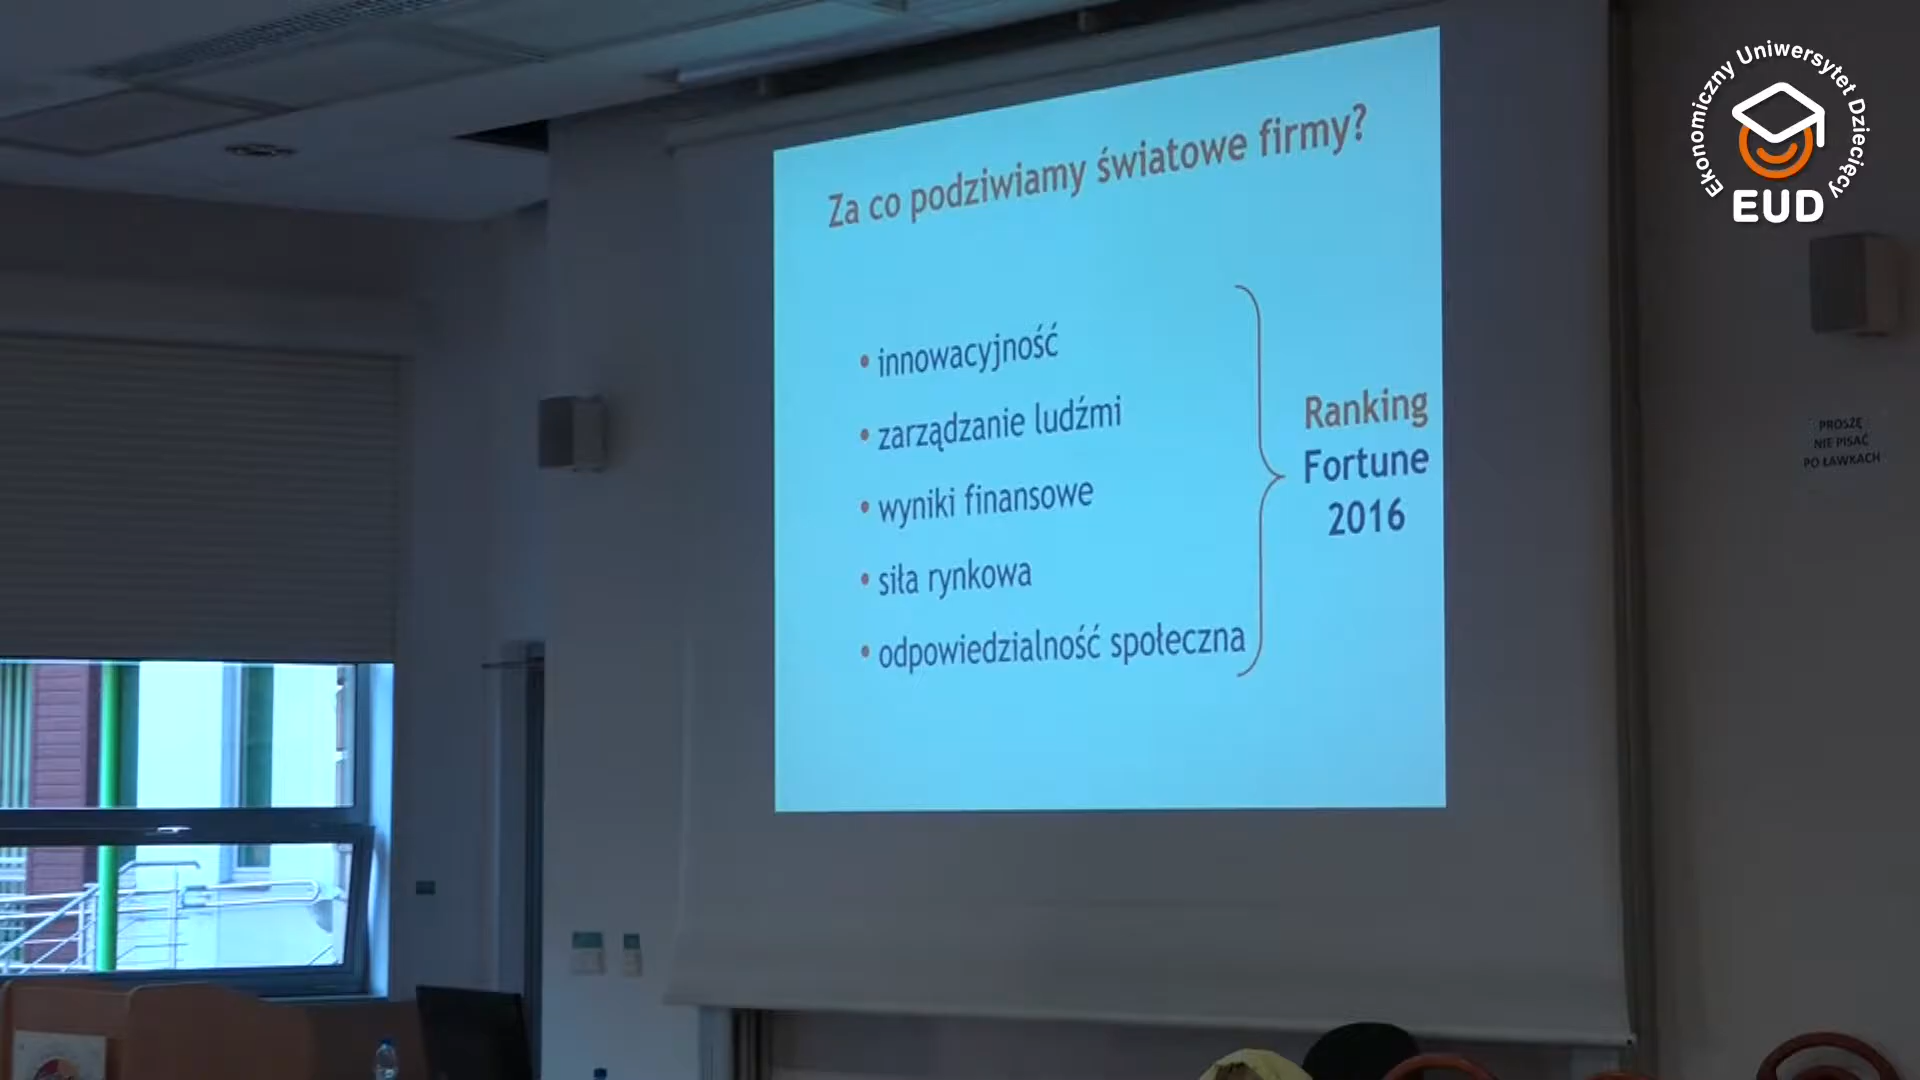 Za co podziwiamy światowe firmy?
• innowacyjność
• zarządzanie ludźmi
• wyniki finansowe
• siła rynkowa
• odpowiedzialność społeczna
Ranking
Fortune
2016
Ekonomiczny Uniwersytet Dziecięcy
EUD
PROSZĘ
NIE PISAĆ
PO ŁAWKACH